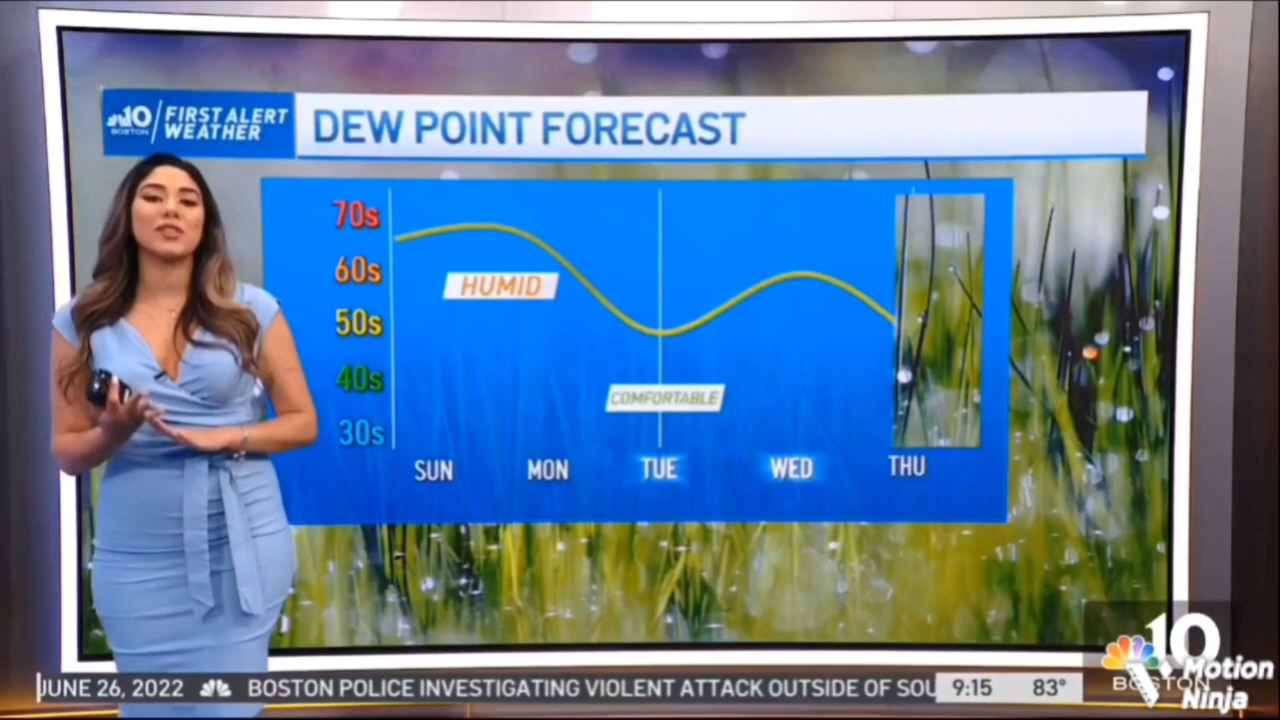 10
BOSTON
FIRST ALERT
WEATHER
DEW POINT FORECAST
70s
60s
50s
40s
30s
HUMID
COMFORTABLE
SUN MON TUE WED THU
10
BOSTON
Motion
Ninja
JUNE 26, 2022 BOSTON POLICE INVESTIGATING VIOLENT ATTACK OUTSIDE OF SOU 9:15 83°